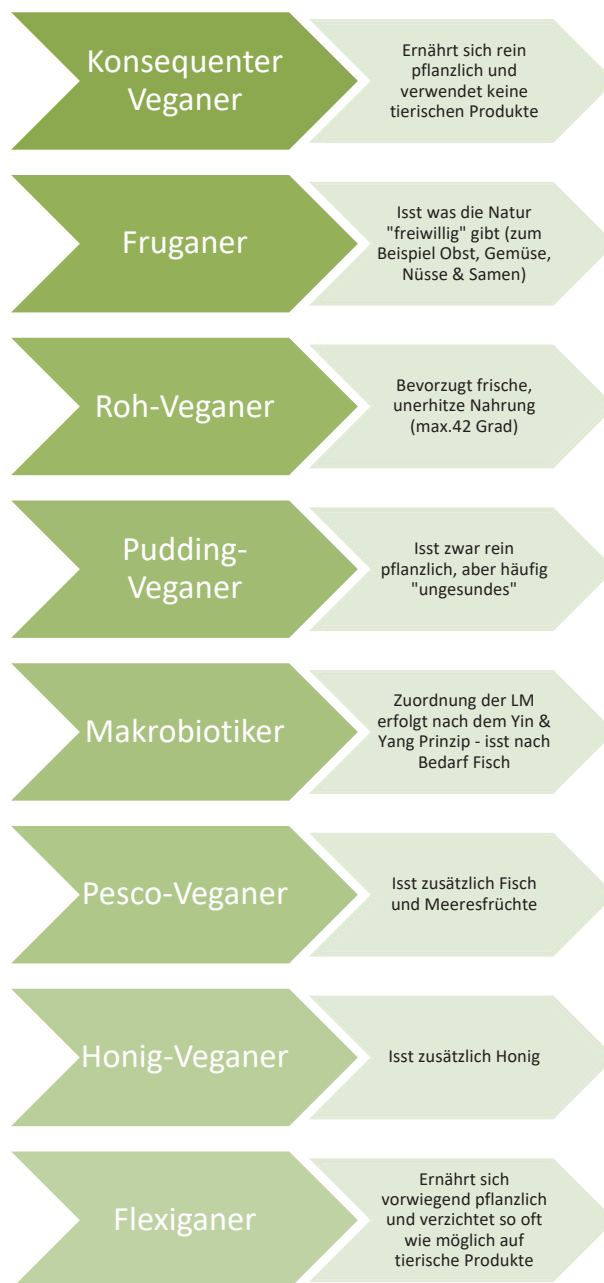 Konsequenter
Veganer
Ernährt sich rein
pflanzlich und
verwendet keine
tierischen Produkte
Fruganer
Isst was die Natur
"freiwillig" gibt (zum
Beispiel Obst, Gemüse,
Nüsse & Samen)
Roh-Veganer
Bevorzugt frische,
unerhitze Nahrung
(max.42 Grad)
Pudding-
Veganer
Isst zwar rein
pflanzlich, aber häufig
"ungesundes"
Makrobiotiker
Zuordnung der LM
erfolgt nach dem Yin &
Yang Prinzip - isst nach
Bedarf Fisch
Pesco-Veganer
Isst zusätzlich Fisch
und Meeresfrüchte
Honig-Veganer
Isst zusätzlich Honig
Flexiganer
Ernährt sich
vorwiegend pflanzlich
und verzichtet so oft
wie möglich auf
tierische Produkte